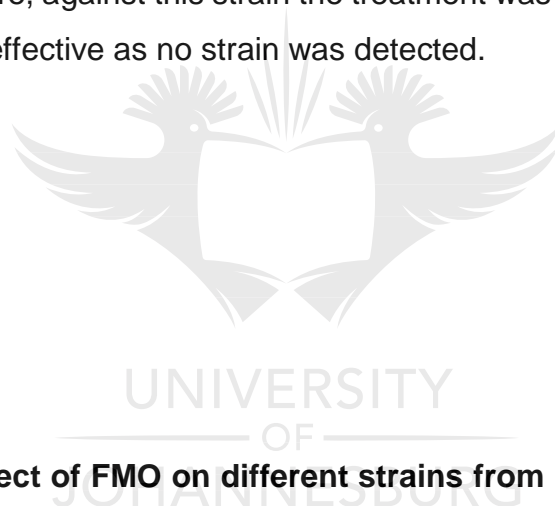 re, against this strain the treatment was
effective as no strain was detected.
UNIVERSITY
OF
ect of FMO on different strains from
JOHANNESBURG